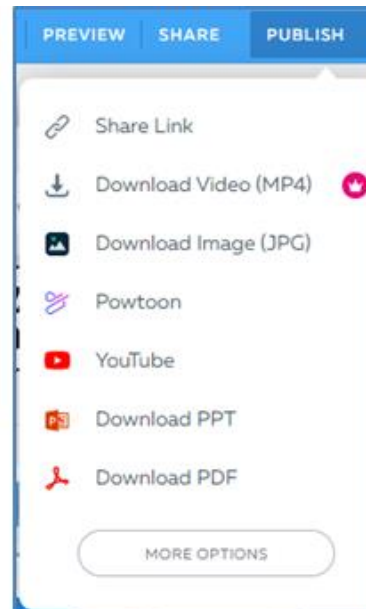 PREVIEW SHARE PUBLISH
Share Link
Download Video (MP4)
Download Image (JPG)
Powtoon
YouTube
Download PPT
Download PDF
MORE OPTIONS